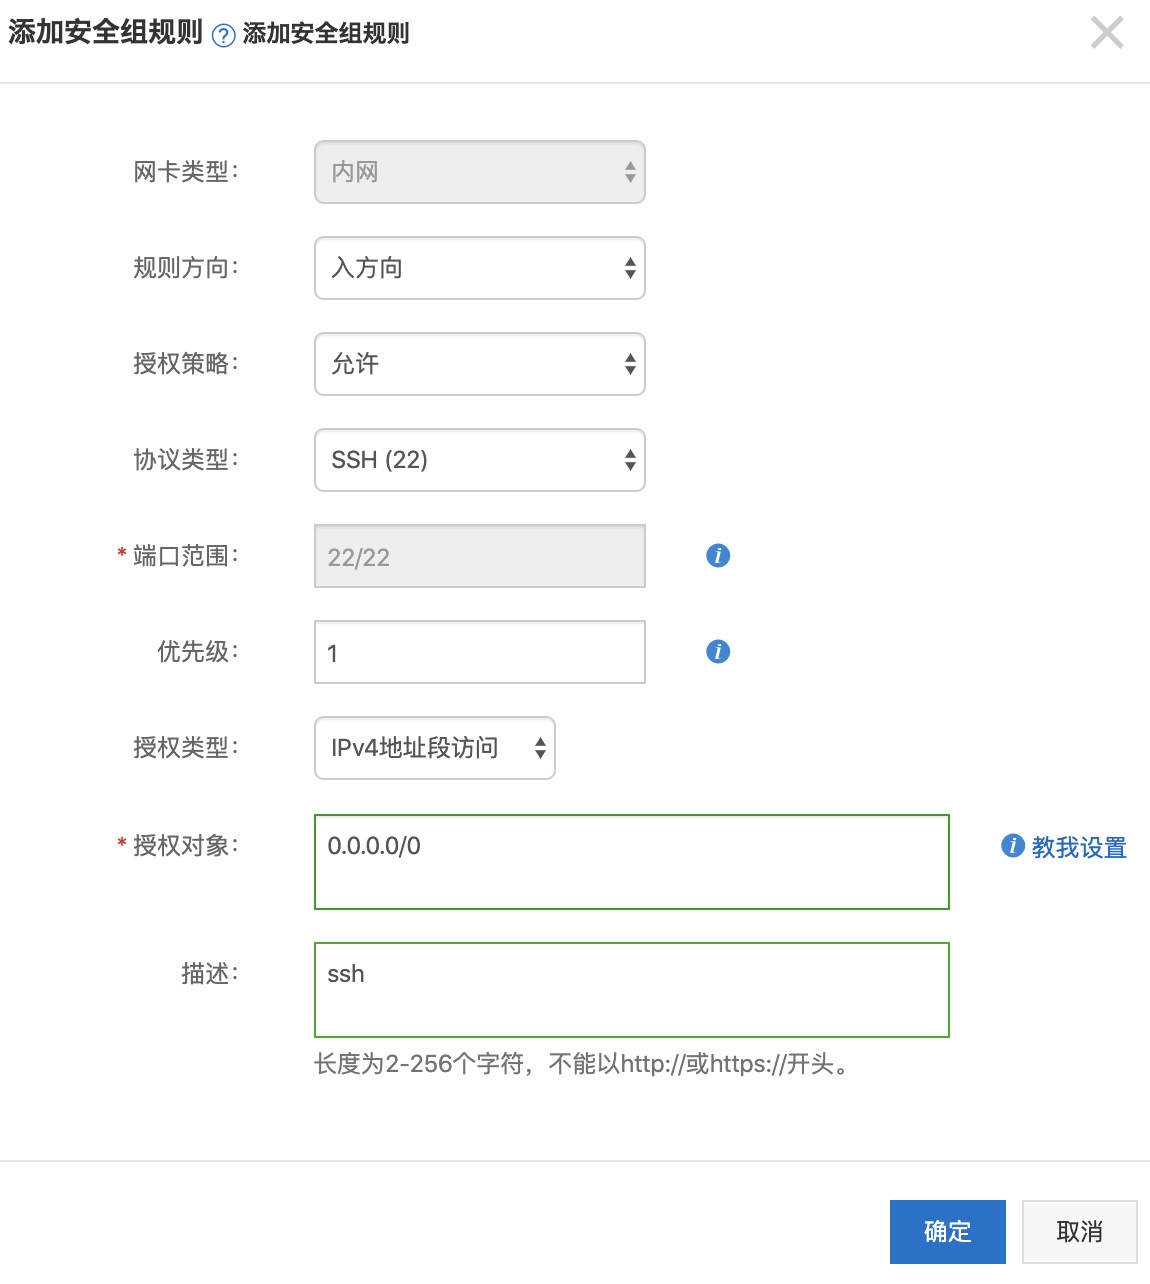 添加安全组规则 ? 添加安全组规则
网卡类型： 内网
规则方向： 入方向
授权策略： 允许
协议类型： SSH (22)
* 端口范围： 22/22
优先级： 1
授权类型： IPv4地址段访问
* 授权对象： 0.0.0.0/0 i 教我设置
描述： ssh
长度为2-256个字符，不能以http://或https://开头。
确定 取消